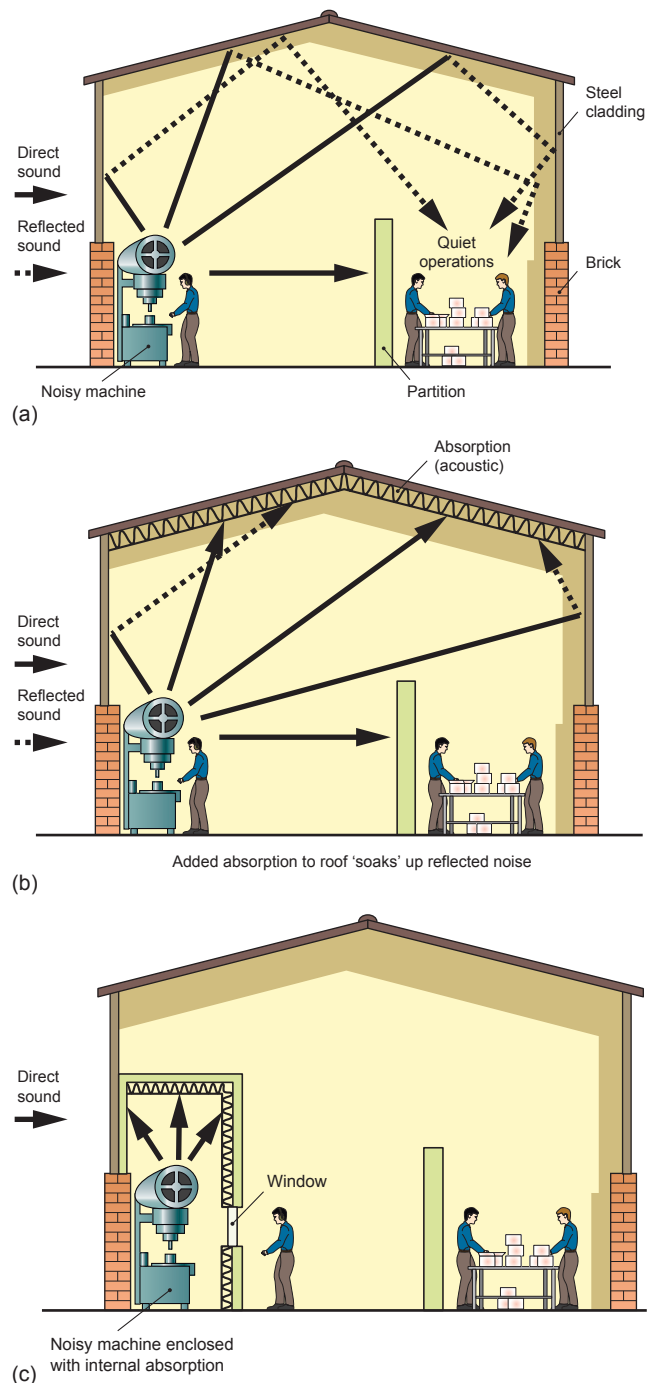 Steel
cladding
Direct
sound
Reflected
sound
Quiet
operations
Brick
Noisy machine
Partition
(a)
Absorption
(acoustic)
Direct
sound
Reflected
sound
Added absorption to roof ‘soaks’ up reflected noise
(b)
Direct
sound
Window
Noisy machine enclosed
with internal absorption
(c)